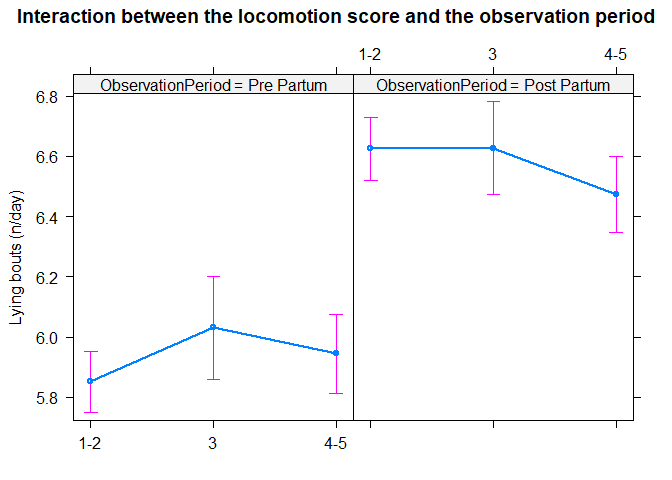 Interaction between the locomotion score and the observation period
1-2 3 4-5
ObservationPeriod = Pre Partum ObservationPeriod = Post Partum
6.8
6.6
6.4
6.2
6.0
5.8
Lying bouts (n/day)
1-2 3 4-5